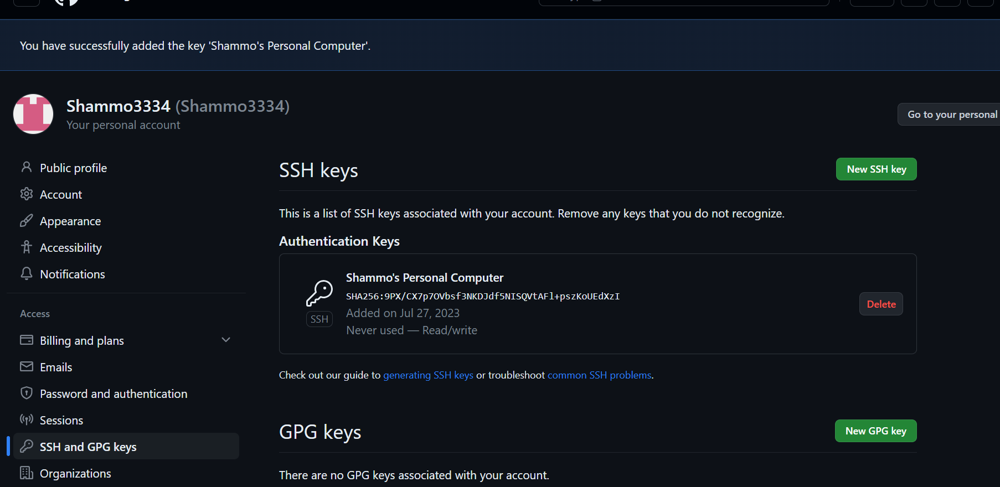 You have successfully added the key 'Shammo's Personal Computer'.
Shammo3334 (Shammo3334)
Your personal account
Go to your personal
Public profile
Account
Appearance
Accessibility
Notifications
Access
Billing and plans
Emails
Password and authentication
Sessions
SSH and GPG keys
Organizations
SSH keys
New SSH key
This is a list of SSH keys associated with your account. Remove any keys that you do not recognize.
Authentication Keys
Shammo's Personal Computer
SHA256:9PX/CX7p7OVbsf3NKDJdf5NISQVtAFl+pszKoUEdXzI
Added on Jul 27, 2023
Never used — Read/write
SSH
Delete
Check out our guide to generating SSH keys or troubleshoot common SSH problems.
GPG keys
New GPG key
There are no GPG keys associated with your account.